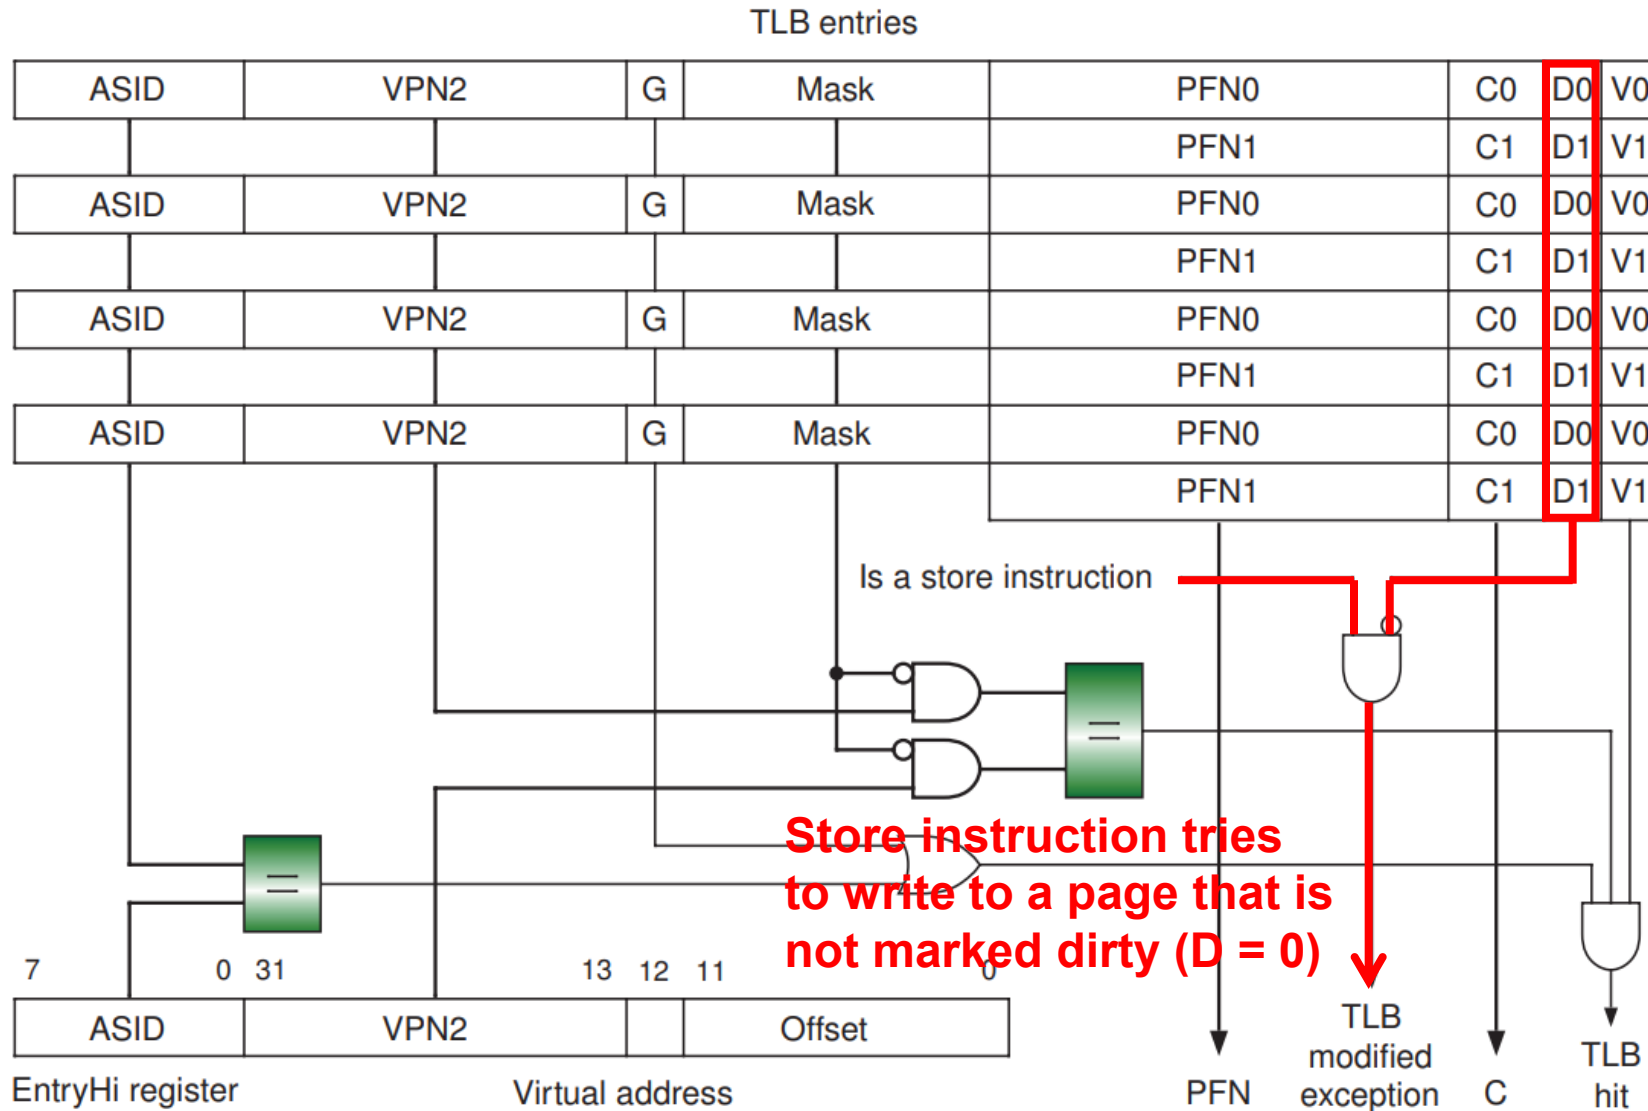 TLB entries
ASID VPN2 G Mask PFN0 C0 D0 V0
PFN1 C1 D1 V1
ASID VPN2 G Mask PFN0 C0 D0 V0
PFN1 C1 D1 V1
ASID VPN2 G Mask PFN0 C0 D0 V0
PFN1 C1 D1 V1
ASID VPN2 G Mask PFN0 C0 D0 V0
PFN1 C1 D1 V1
Is a store instruction
=
Store instruction tries
to write to a page that is
not marked dirty (D = 0)
=
7 0 31 13 12 11 0
ASID VPN2 Offset
EntryHi register Virtual address
PFN
TLB
modified
exception
C
TLB
hit